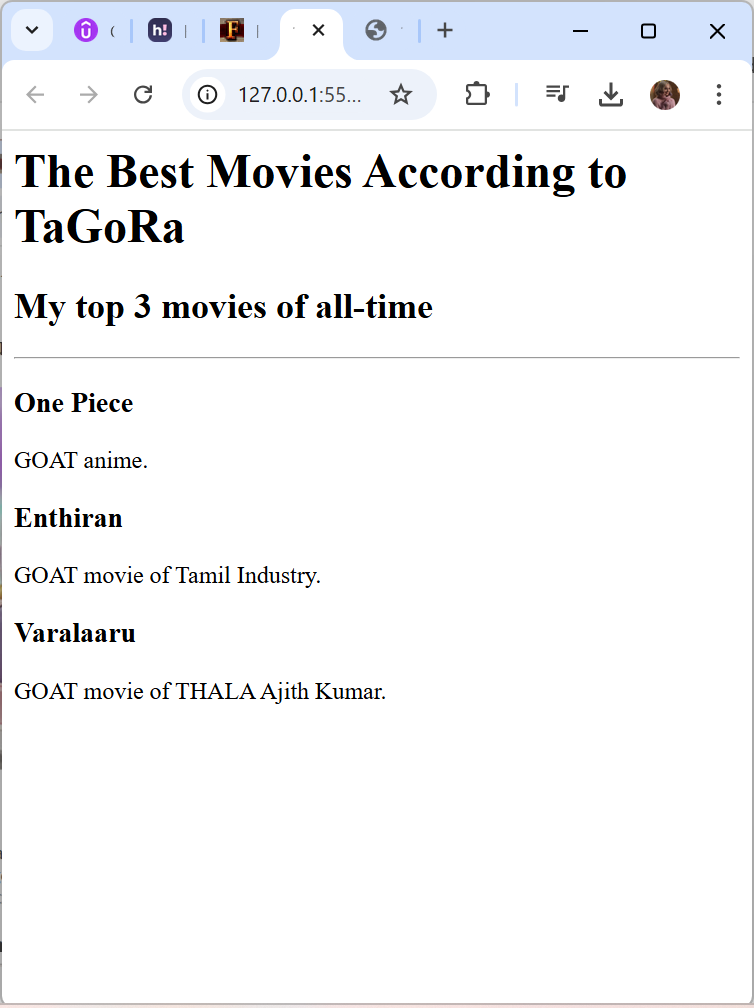 h!
F
127.0.0.1:55...
The Best Movies According to
TaGoRa
My top 3 movies of all-time
One Piece
GOAT anime.
Enthiran
GOAT movie of Tamil Industry.
Varalaaru
GOAT movie of THALA Ajith Kumar.